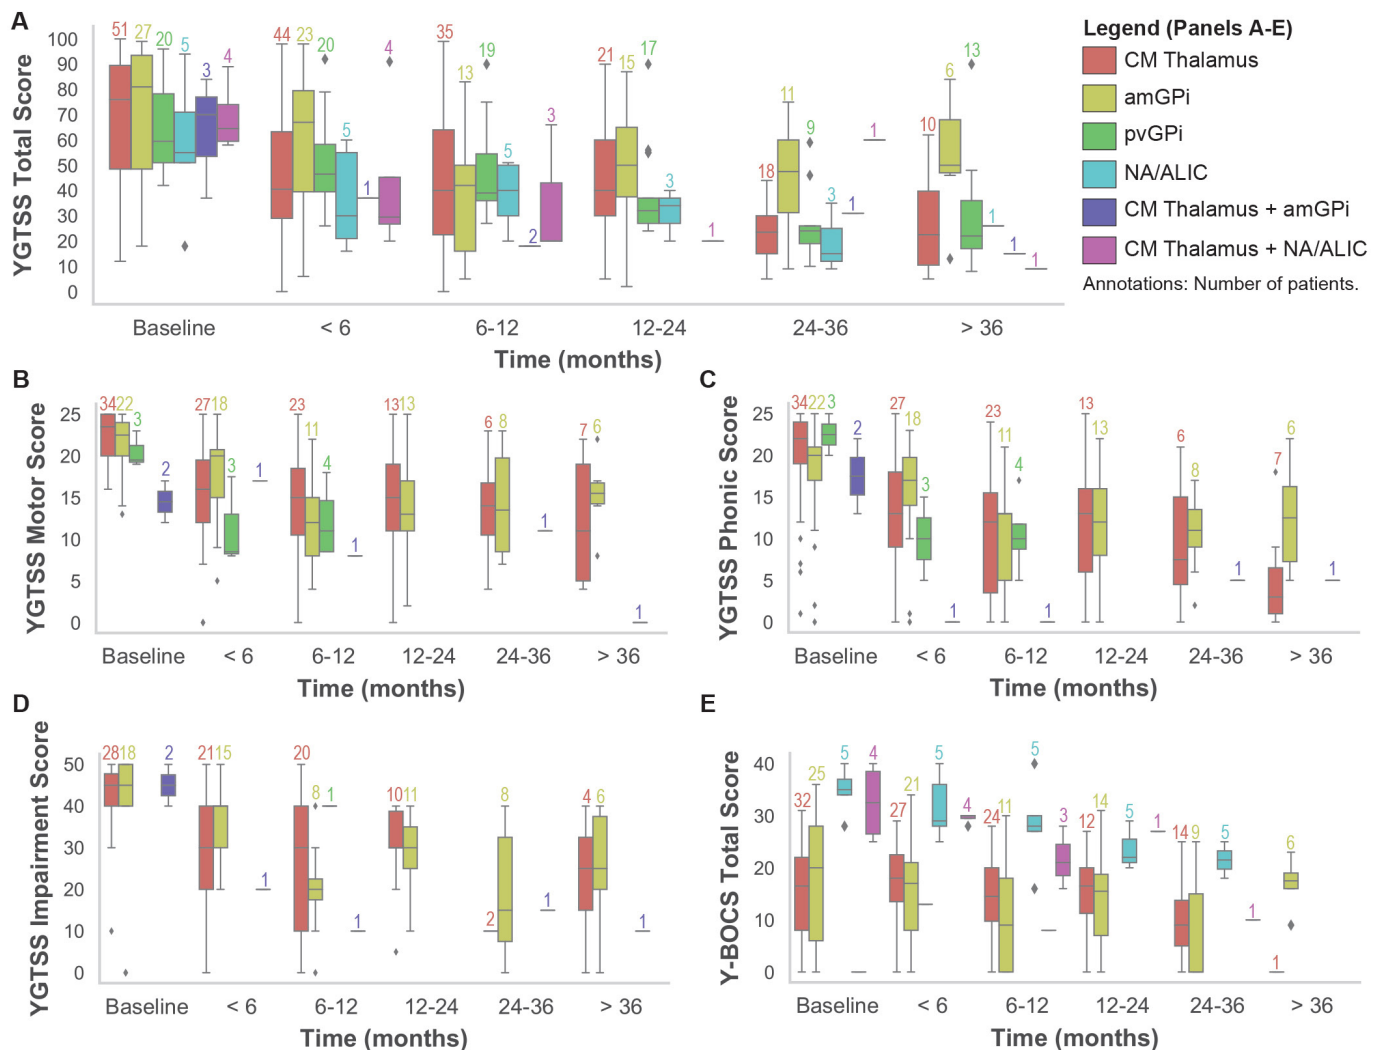 A
YGTSS Total Score
100
90
80
70
60
50
40
30
20
10
0
51 27 20 5 3 4
44 23 20 5 1 4
35 13 19 5 2 3
21 15 17 3 1
18 11 9 3 1 1
10 6 13 1 1 1
Baseline < 6 6-12 12-24 24-36 > 36
Time (months)
Legend (Panels A-E)
CM Thalamus
amGPi
pvGPi
NA/ALIC
CM Thalamus + amGPi
CM Thalamus + NA/ALIC
Annotations: Number of patients.
B
YGTSS Motor Score
25
20
15
10
5
0
34 22 3 2
27 18 3 1
23 11 4 1
13 13
6 8 1
7 6 1
Baseline < 6 6-12 12-24 24-36 > 36
Time (months)
C
YGTSS Phonic Score
25
20
15
10
5
0
34 22 3 2
27 18 3 1
23 11 4 1
13 13
6 8 1
7 6 1
Baseline < 6 6-12 12-24 24-36 > 36
Time (months)
D
YGTSS Impairment Score
50
40
30
20
10
0
28 18 2
21 15 1
20 8 1 1
10 11
2 8 1
4 6 1
Baseline < 6 6-12 12-24 24-36 > 36
Time (months)
E
Y-BOCS Total Score
40
30
20
10
0
32 25 5 4
27 21 5 4
24 11 5 3
12 14 5 1
14 9 5 1
1 6
Baseline < 6 6-12 12-24 24-36 > 36
Time (months)